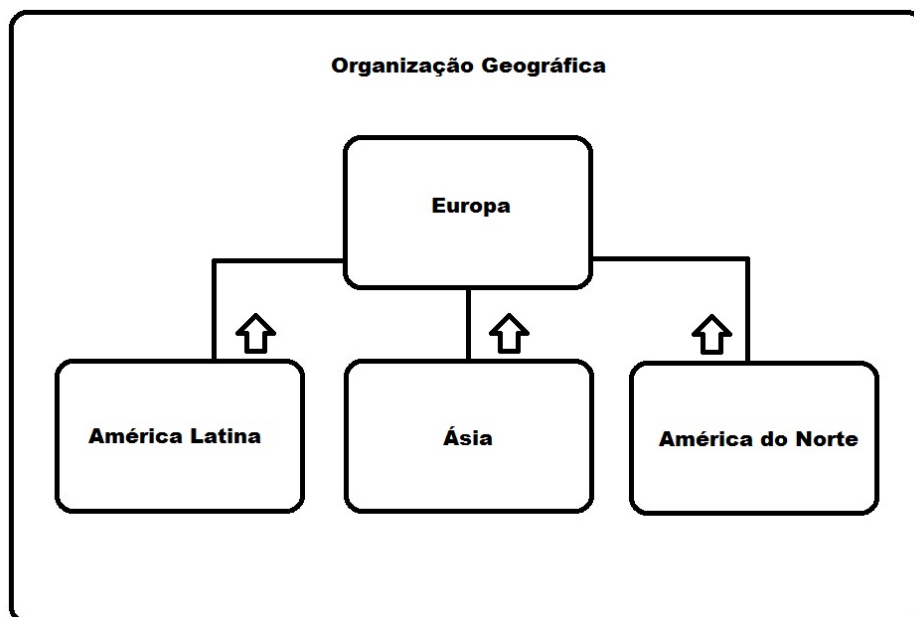 Organização Geográfica
Europa
América Latina
Ásia
América do Norte